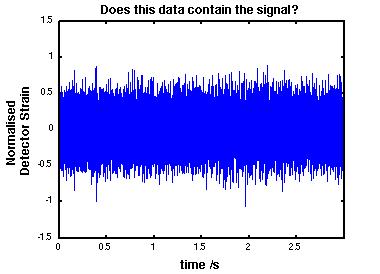 Does this data contain the signal?
1.5
1
0.5
0
-0.5
-1
-1.5
Normalised
Detector Strain
0 0.5 1 1.5 2 2.5
time /s